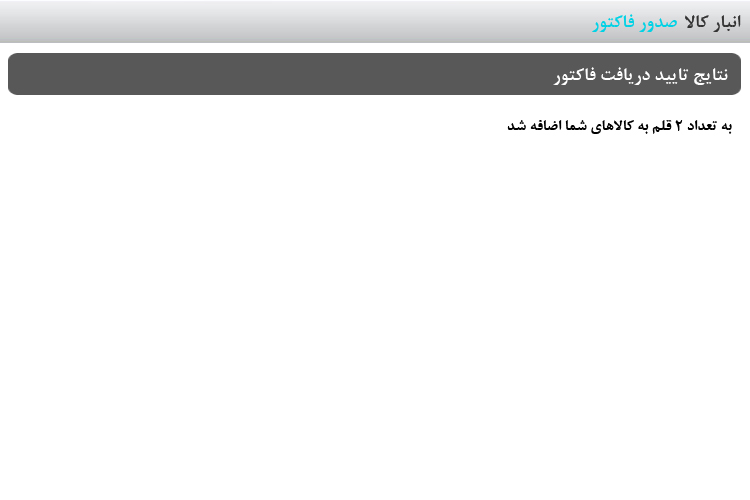 انبار کالا صدور فاکتور
نتایج تایید دریافت فاکتور
به تعداد ۲ قلم به کالاهای شما اضافه شد